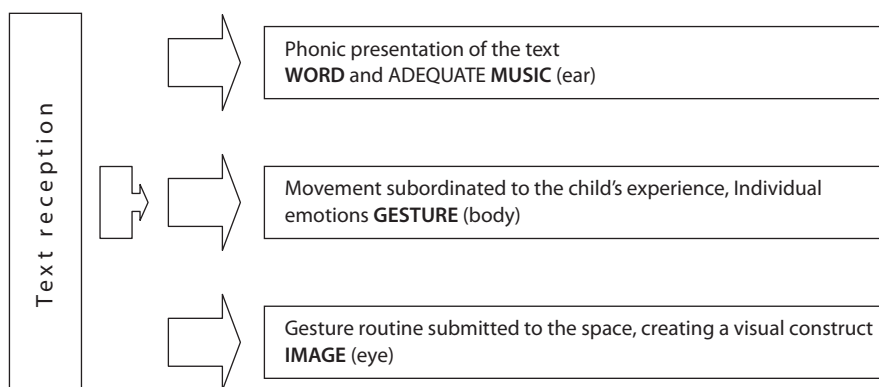 Text reception
Phonic presentation of the text
WORD and ADEQUATE MUSIC (ear)
Movement subordinated to the child's experience, Individual
emotions GESTURE (body)
Gesture routine submitted to the space, creating a visual construct
IMAGE (eye)